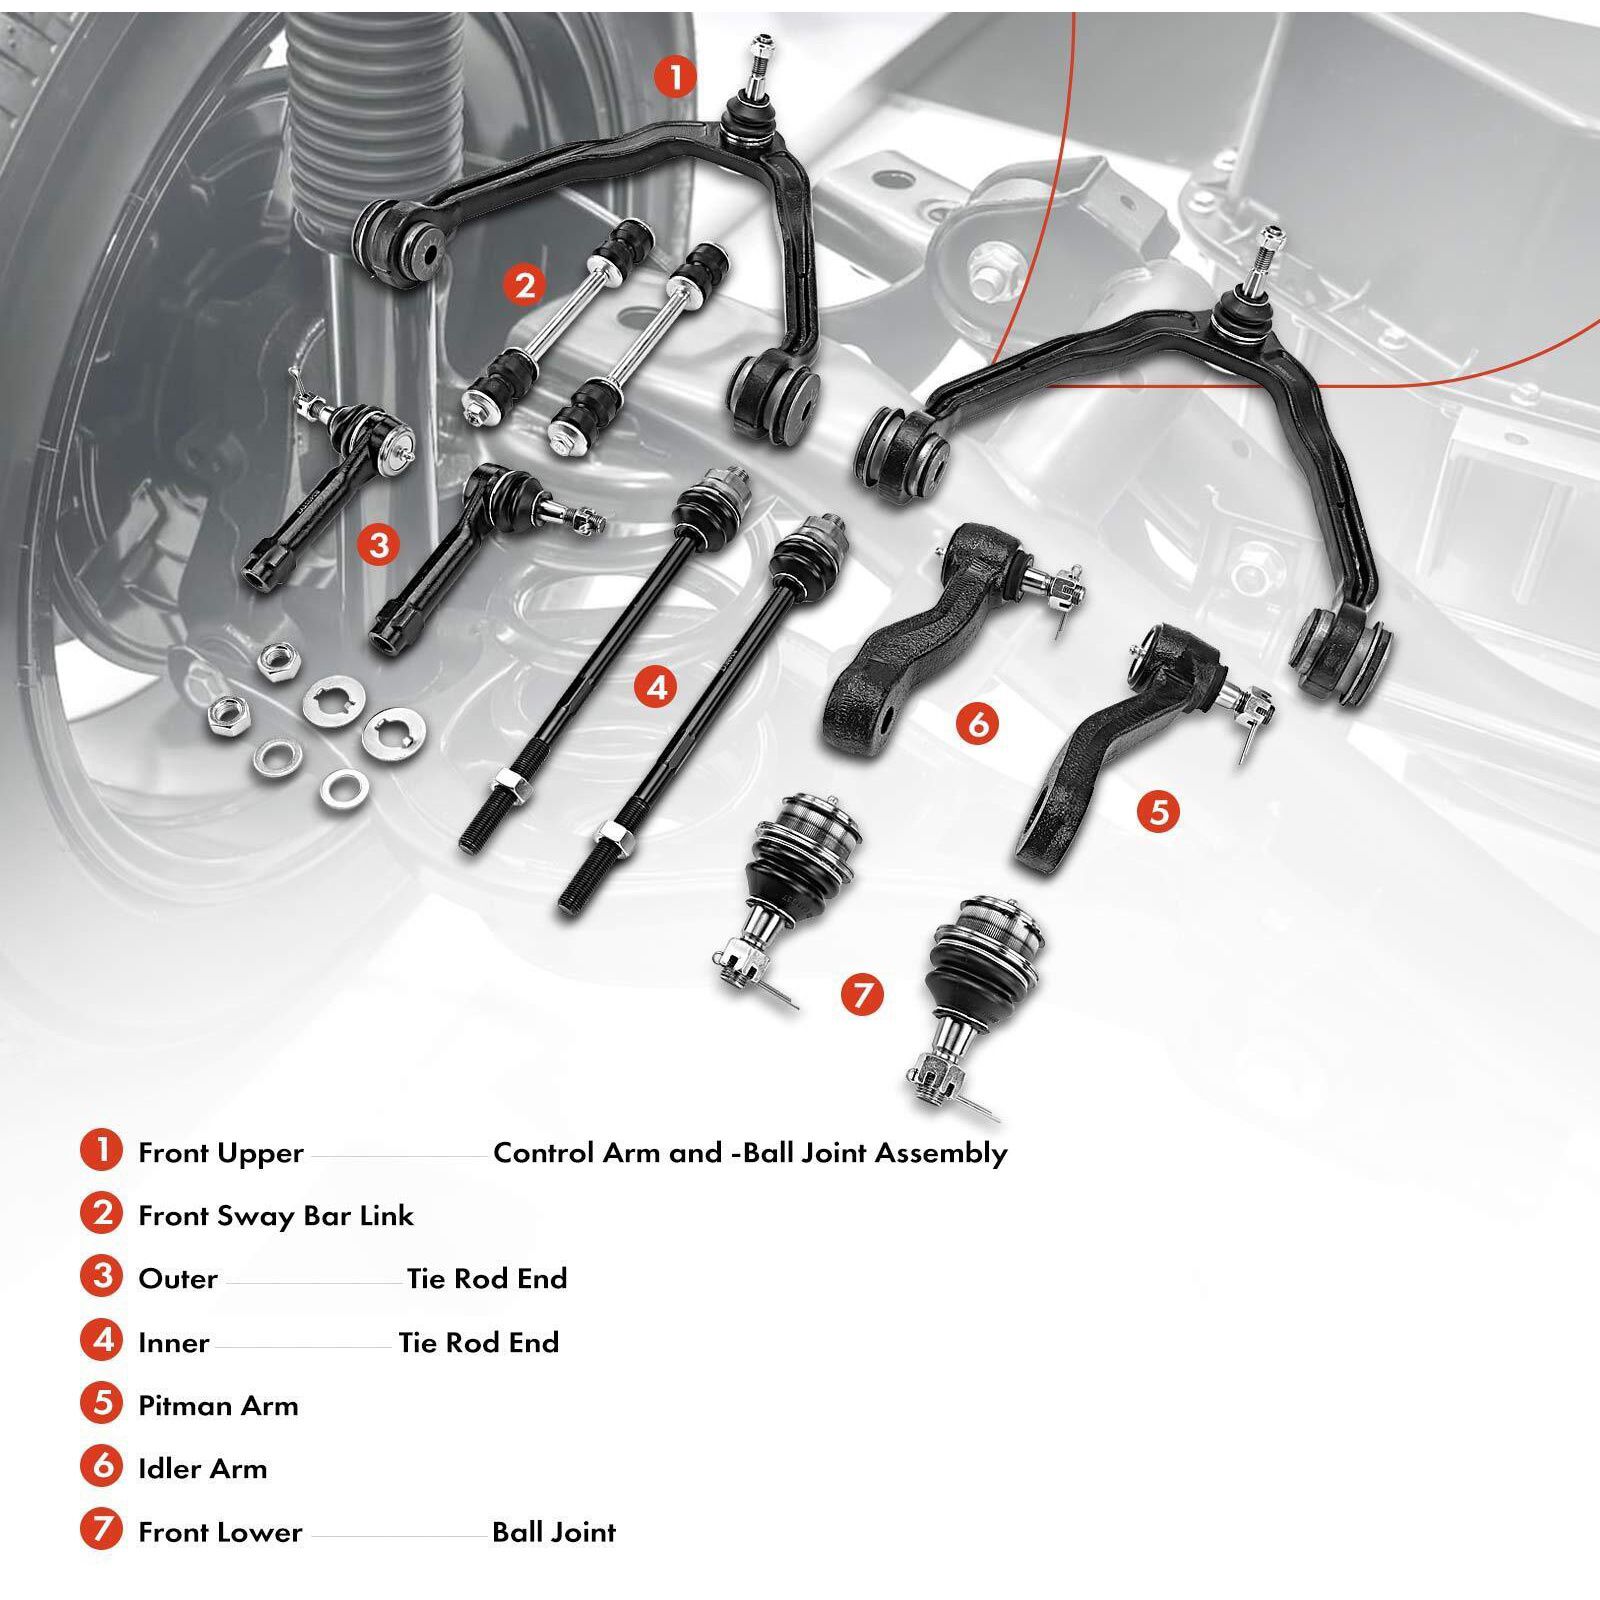 1
2
3
4
6
5
7
1 Front Upper Control Arm and -Ball Joint Assembly
2 Front Sway Bar Link
3 Outer Tie Rod End
4 Inner Tie Rod End
5 Pitman Arm
6 Idler Arm
7 Front Lower Ball Joint